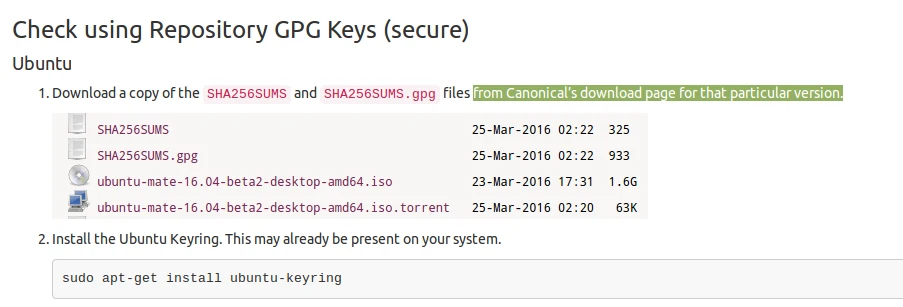 Check using Repository GPG Keys (secure)
Ubuntu
1. Download a copy of the SHA256SUMS and SHA256SUMS.gpg files from Canonical's download page for that particular version.
SHA256SUMS 25-Mar-2016 02:22 325
SHA256SUMS.gpg 25-Mar-2016 02:22 933
ubuntu-mate-16.04-beta2-desktop-amd64.iso 23-Mar-2016 17:31 1.6G
ubuntu-mate-16.04-beta2-desktop-amd64.iso.torrent 25-Mar-2016 02:20 63K
2. Install the Ubuntu Keyring. This may already be present on your system.
sudo apt-get install ubuntu-keyring